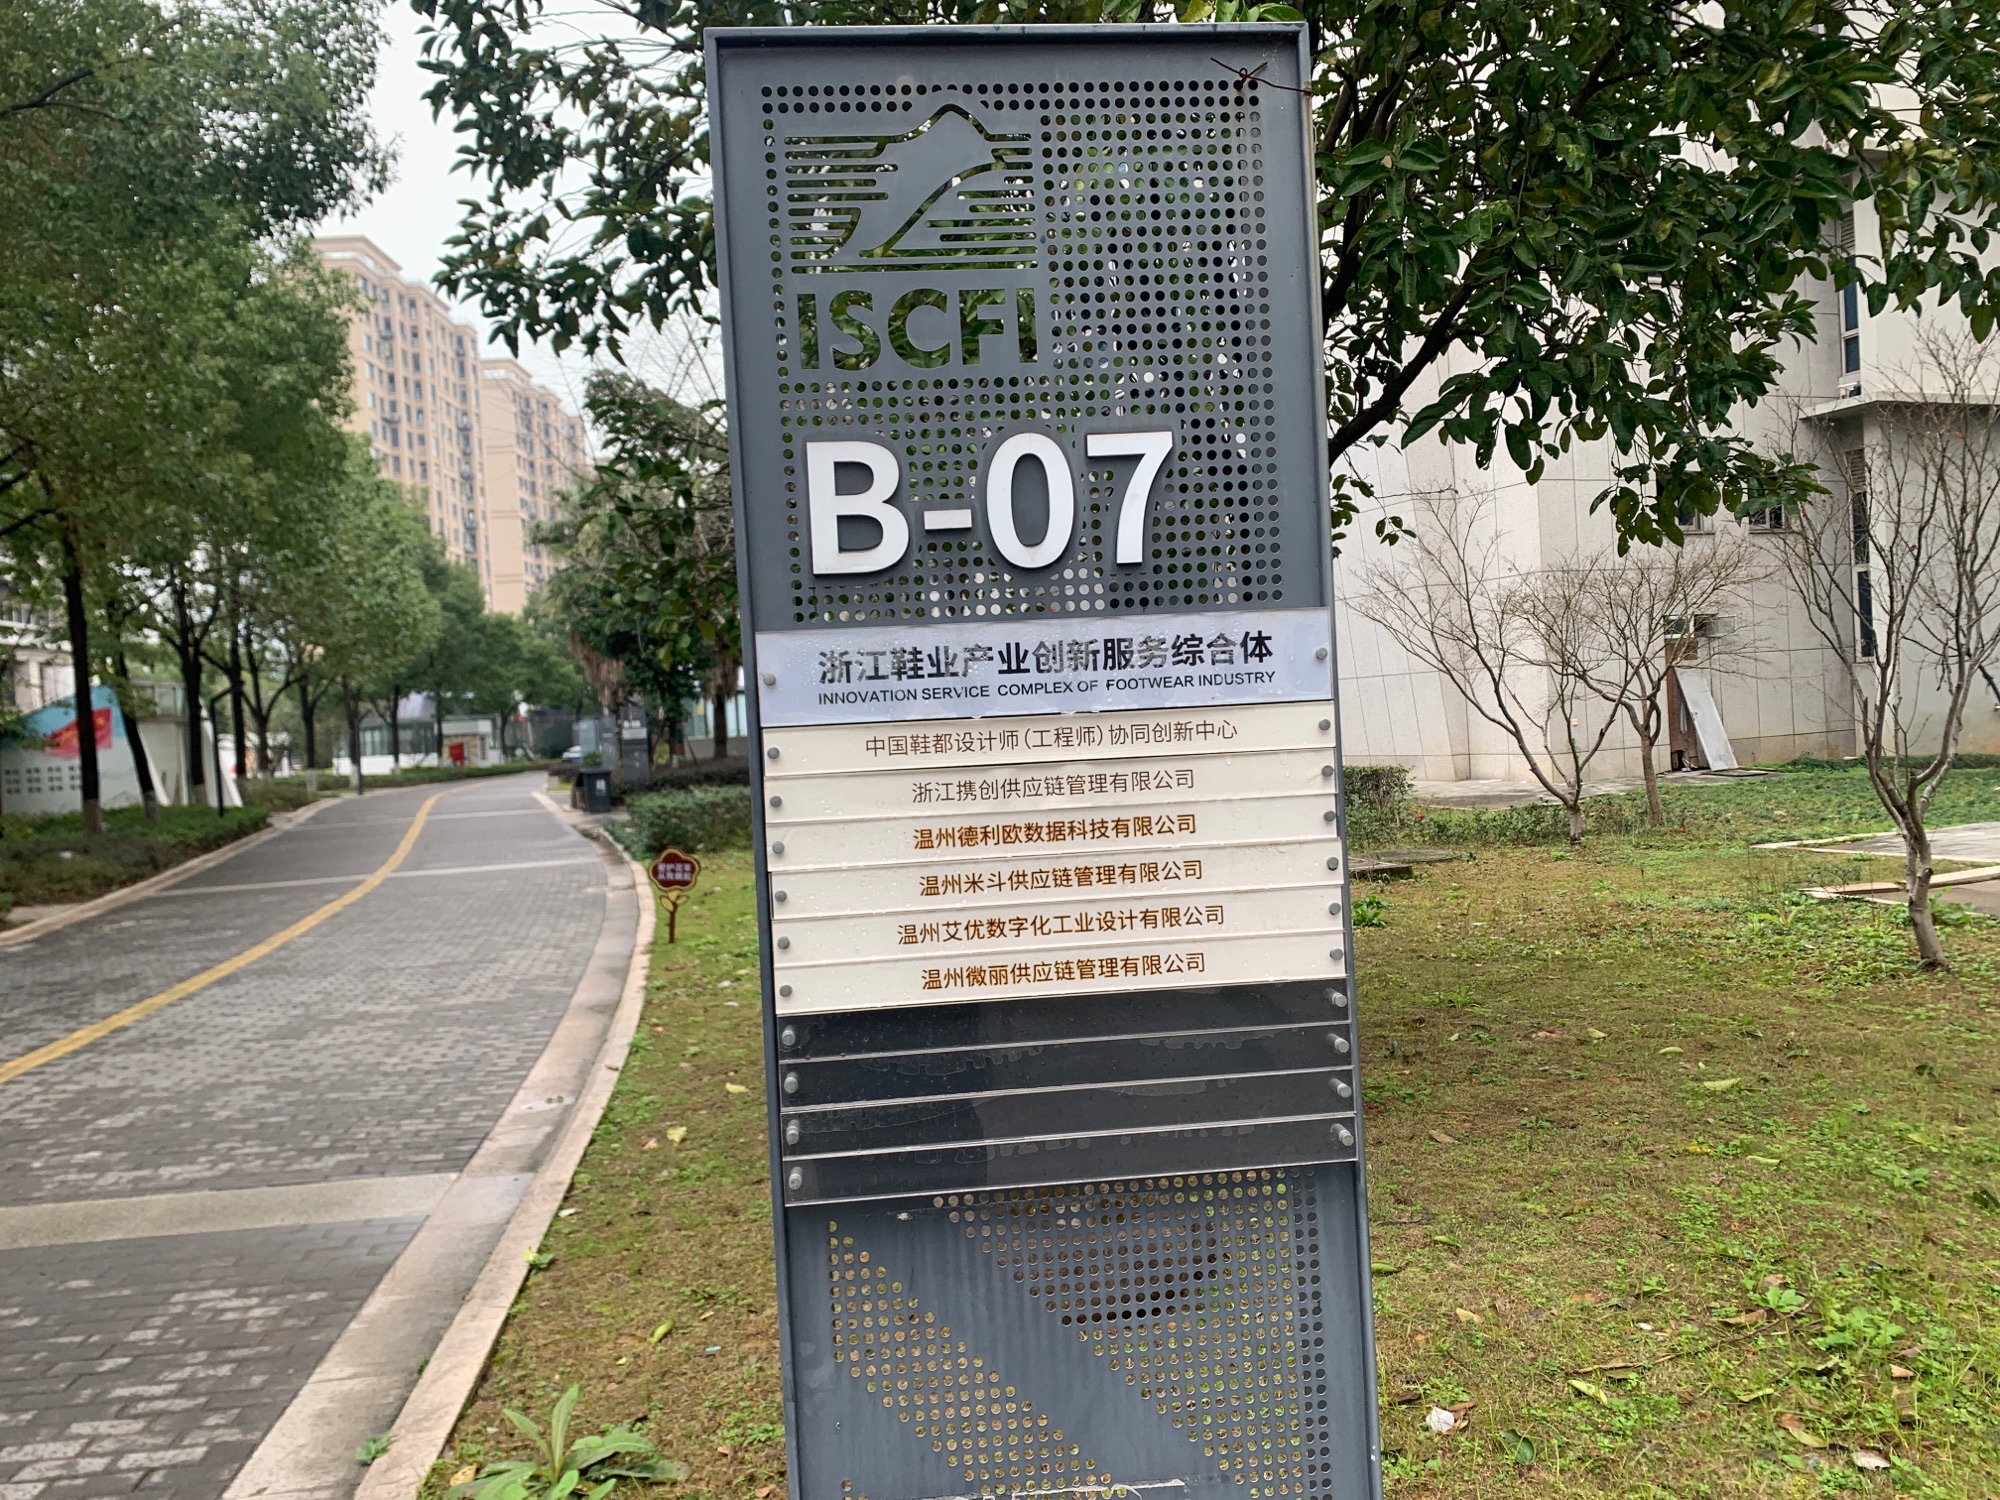 ISCFI
B-07
浙江鞋业产业创新服务综合体
INNOVATION SERVICE COMPLEX OF FOOTWEAR INDUSTRY
中国鞋都设计师(工程师)协同创新中心
浙江携创供应链管理有限公司
温州德利欧数据科技有限公司
温州米斗供应链管理有限公司
温州艾优数字化工业设计有限公司
温州微丽供应链管理有限公司